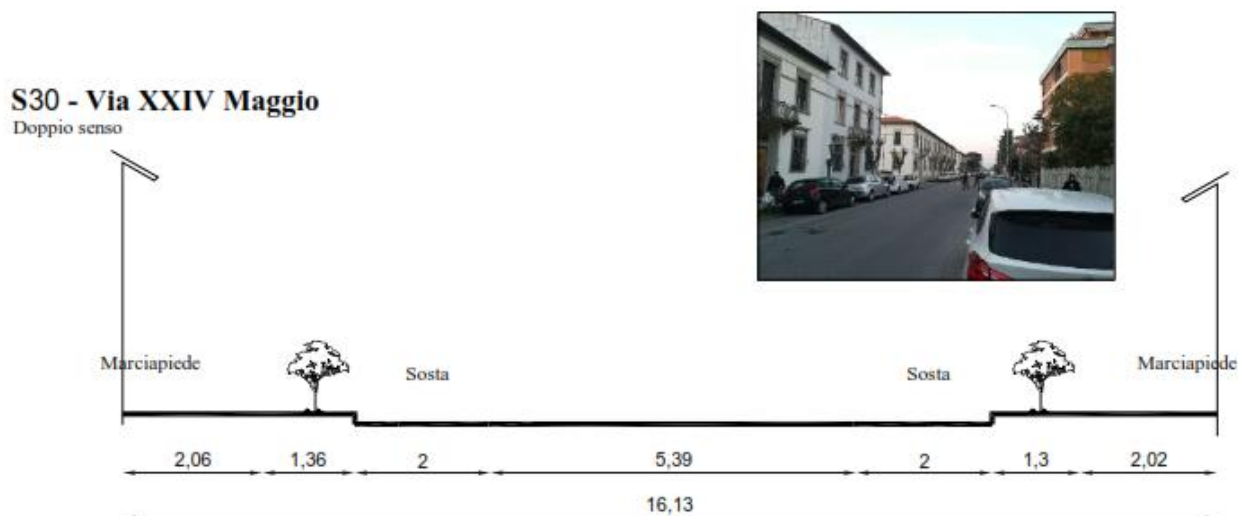 S30 - Via XXIV Maggio
Doppio senso
Marciapiede
Sosta
Sosta
Marciapiede
2,06 1,36 2 5,39 2 1,3 2,02
16,13